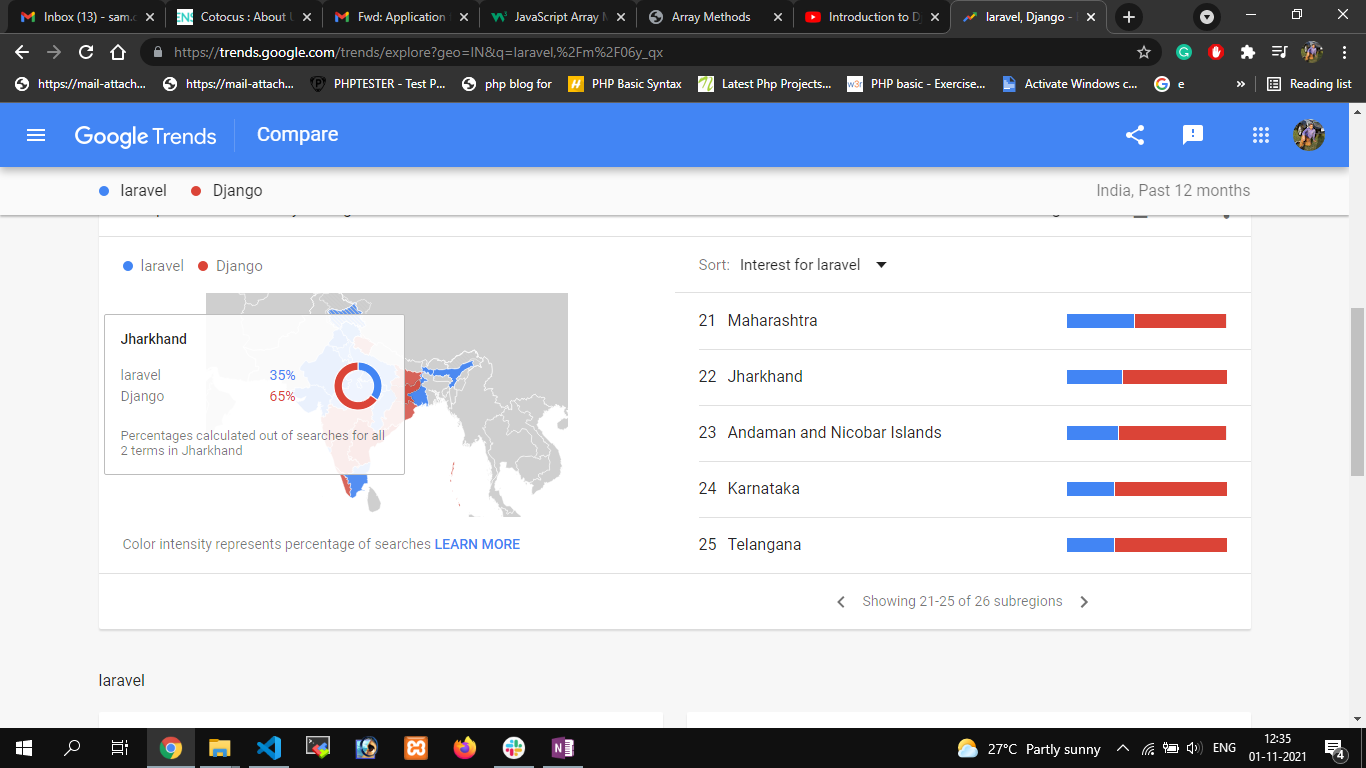 Inbox (13) - sam.c
Cotocus : About U
Fwd: Application
JavaScript Array M
Array Methods
Introduction to Dj
laravel, Django -
https://trends.google.com/trends/explore?geo=IN&q=laravel,%2Fm%2F06y_qx
https://mail-attach...
https://mail-attach...
PHPTESTER - Test P...
php blog for
PHP Basic Syntax
Latest Php Projects...
PHP basic - Exercise...
Activate Windows c...
e
»
Reading list
Google Trends
Compare
laravel
Django
India, Past 12 months
laravel
Django
Sort: Interest for laravel
Jharkhand
laravel 35%
Django 65%
Percentages calculated out of searches for all
2 terms in Jharkhand
21 Maharashtra
22 Jharkhand
23 Andaman and Nicobar Islands
24 Karnataka
25 Telangana
Color intensity represents percentage of searches LEARN MORE
Showing 21-25 of 26 subregions
laravel
27°C Partly sunny
ENG
12:35
01-11-2021
4